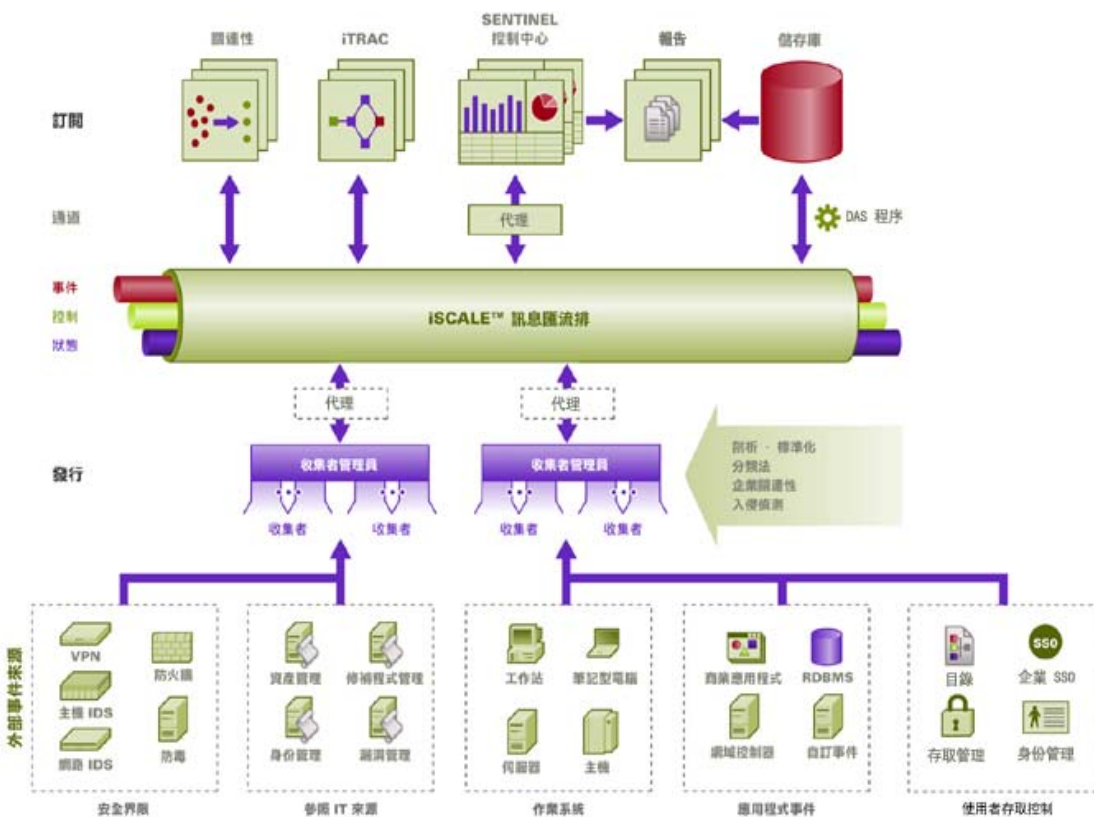 SENTINEL
關連性
iTRAC
控制中心
報告
儲存庫
訂閱
通道
代理
DAS 程序
事件
控制
狀態
iSCALE™ 訊息匯流排
代理
代理
發行
收集者管理員
收集者管理員
收集者
收集者
收集者
收集者
剖析 · 標準化
分類法
企業關連性
入侵偵測
外部事件來源
VPN
防火牆
主機 IDS
網路 IDS
防毒
安全界限
資產管理
修補程式管理
身份管理
漏洞管理
參照 IT 來源
工作站
筆記型電腦
伺服器
主機
作業系統
商業應用程式
RDBMS
網域控制器
自訂事件
應用程式事件
目錄
SSO
企業 SSO
存取管理
身份管理
使用者存取控制